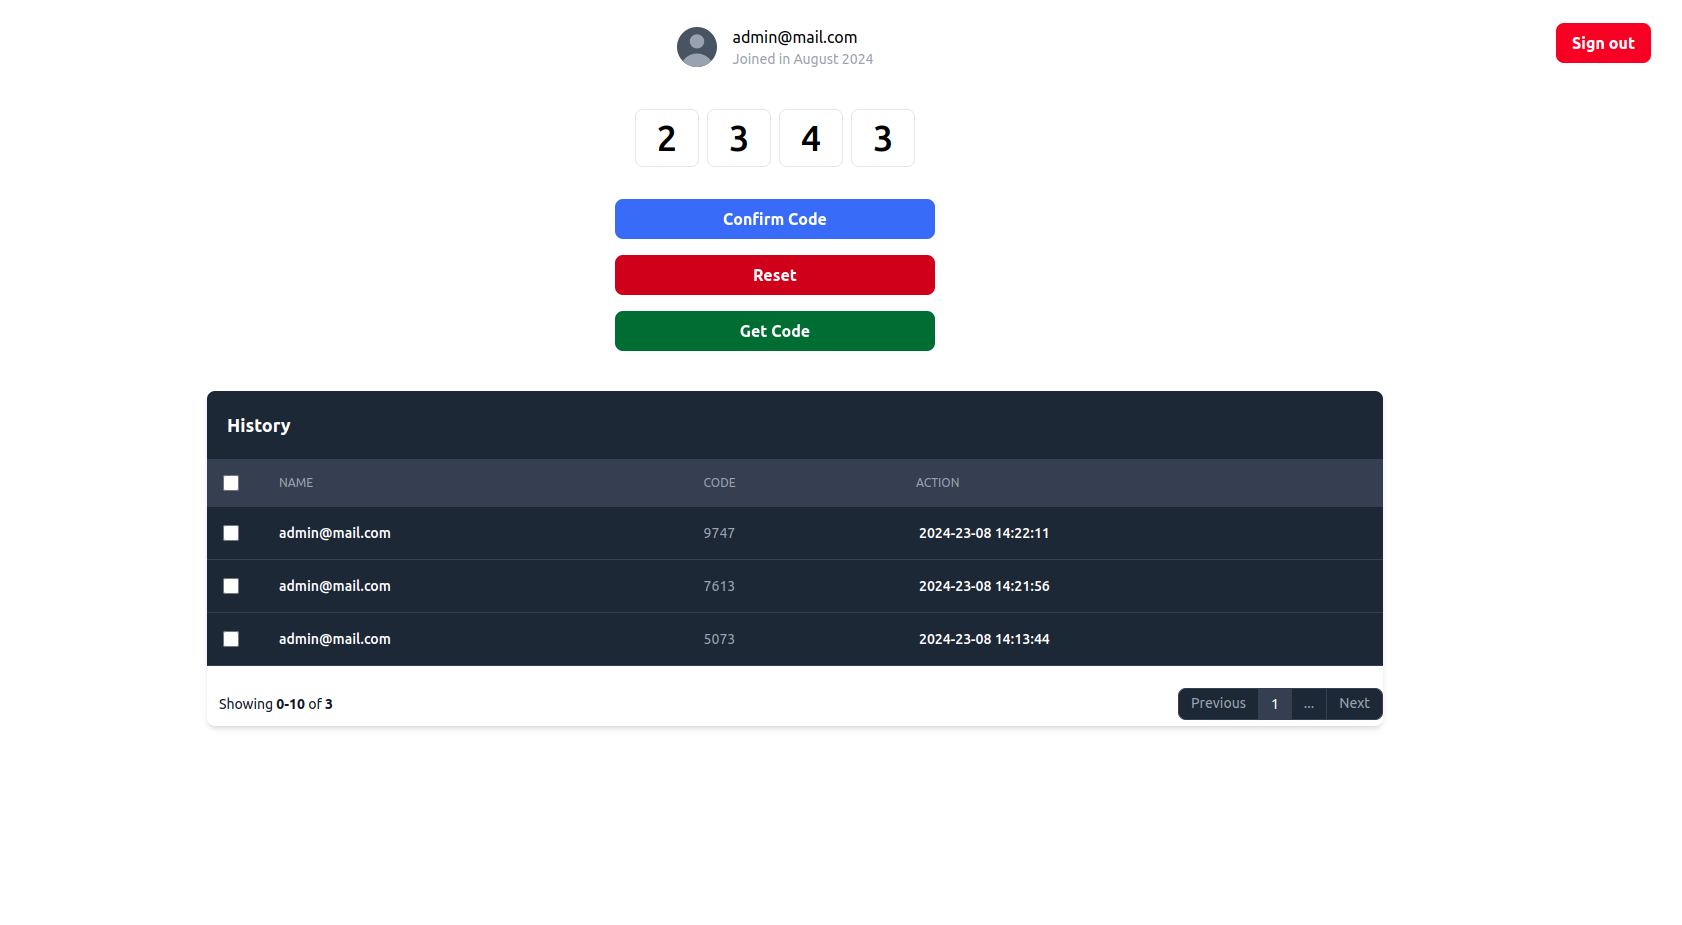 admin@mail.com
Joined in August 2024
Sign out
2 3 4 3
Confirm Code
Reset
Get Code
History
NAME CODE ACTION
admin@mail.com 9747 2024-23-08 14:22:11
admin@mail.com 7613 2024-23-08 14:21:56
admin@mail.com 5073 2024-23-08 14:13:44
Showing 0-10 of 3
Previous 1 ... Next